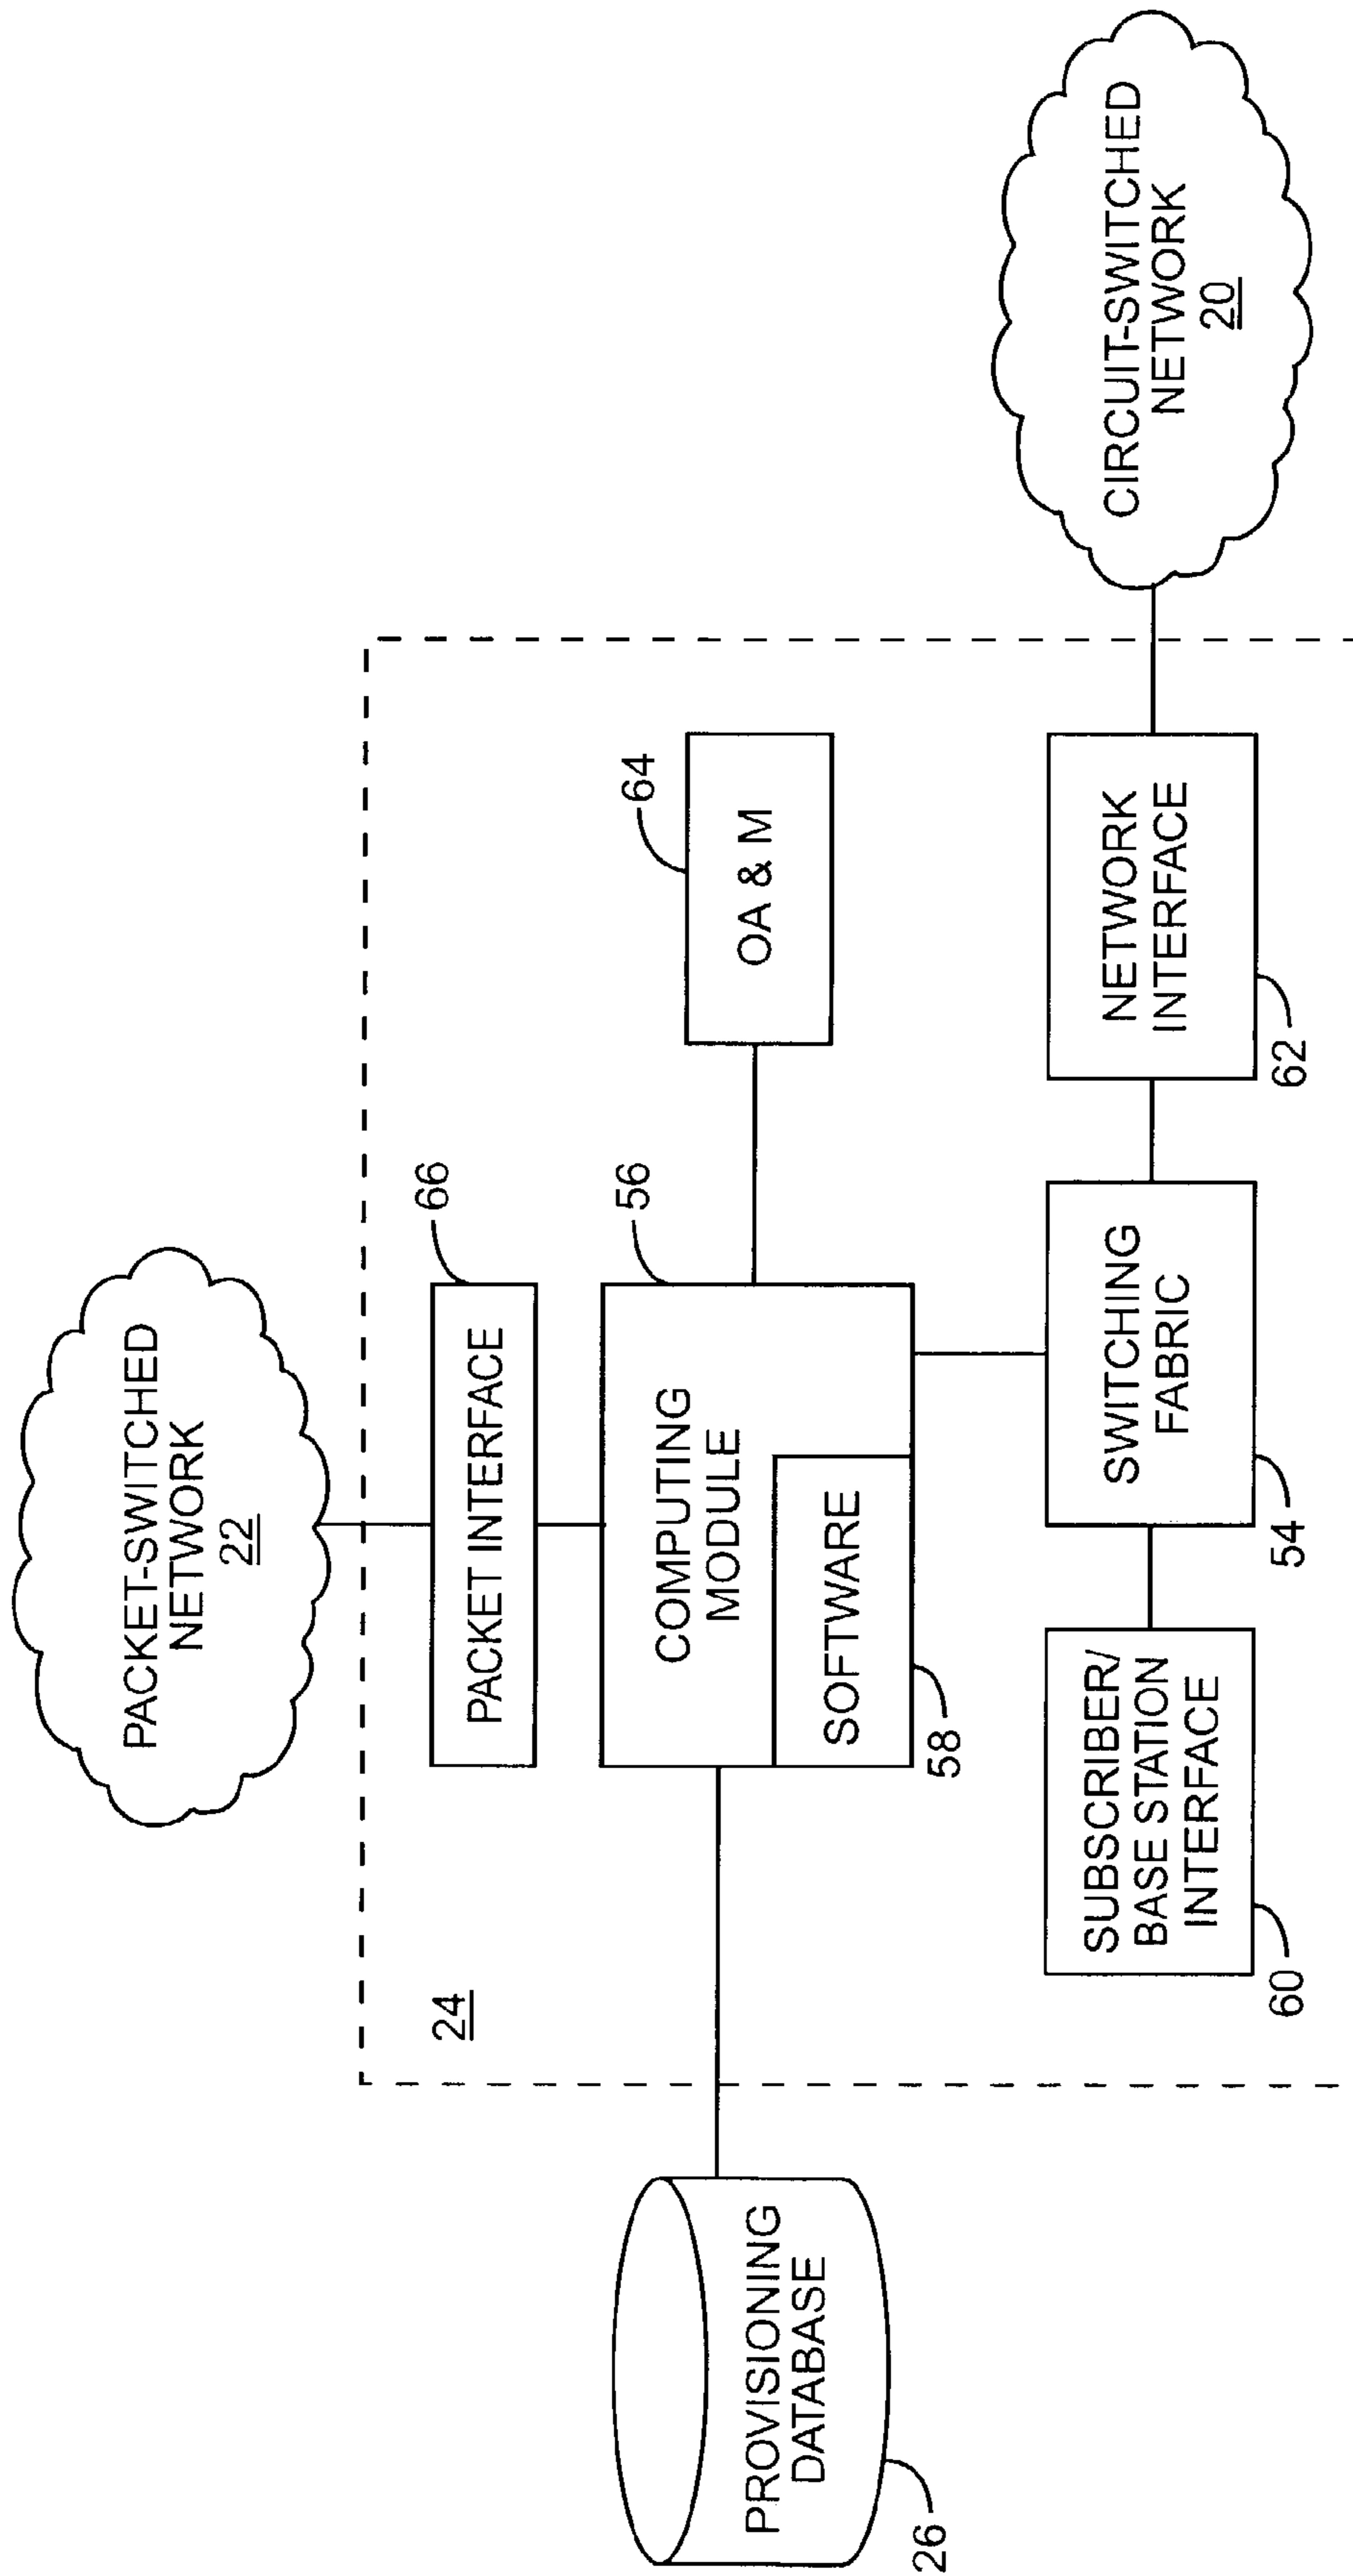 PACKET-SWITCHED
NETWORK
22
66
PACKET INTERFACE
24
56
COMPUTING
MODULE
SOFTWARE
58
64
OA & M
PROVISIONING
DATABASE
26
SUBSCRIBER/
BASE STATION
INTERFACE
60
SWITCHING
FABRIC
54
NETWORK
INTERFACE
62
CIRCUIT-SWITCHED
NETWORK
20